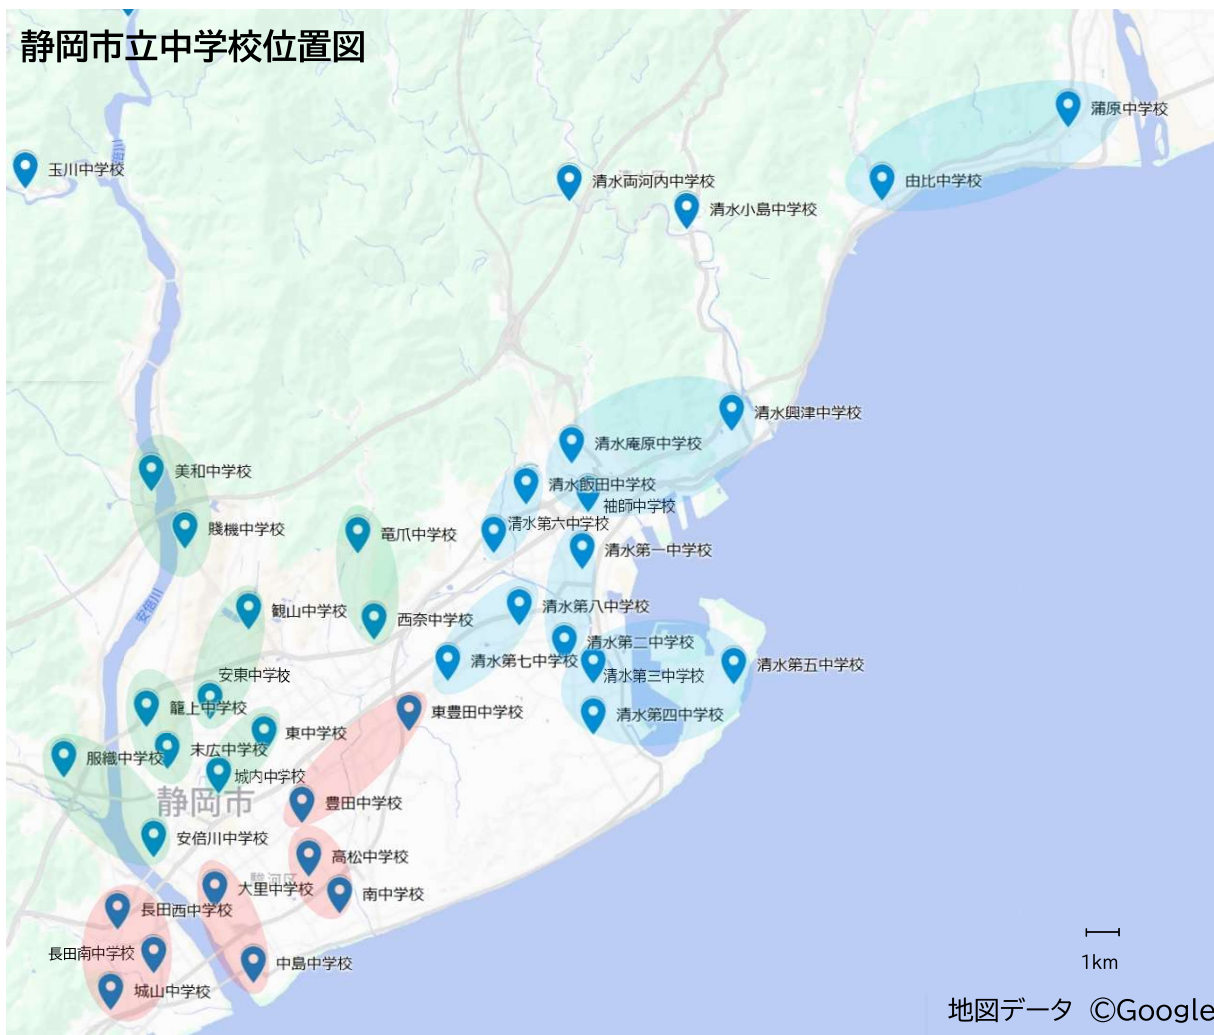 静岡市立中学校位置図
蒲原中学校
安倍川
玉川中学校
清水両河内中学校
由比中学校
清水小島中学校
清水興津中学校
清水庵原中学校
美和中学校
清水飯田中学校
袖師中学校
賤機中学校
竜爪中学校
清水第六中学校
清水第一中学校
安倍川
観山中学校
西奈中学校
清水第八中学校
清水第二中学校
清水第七中学校
清水第五中学校
安東中学校
清水第三中学校
籠上中学校
東豊田中学校
清水第四中学校
東中学校
服織中学校
末広中学校
城内中学校
静岡市
豊田中学校
安倍川中学校
高松中学校
駿河区
大里中学校
南中学校
長田西中学校
長田南中学校
中島中学校
城山中学校
1km
地図データ ©Google